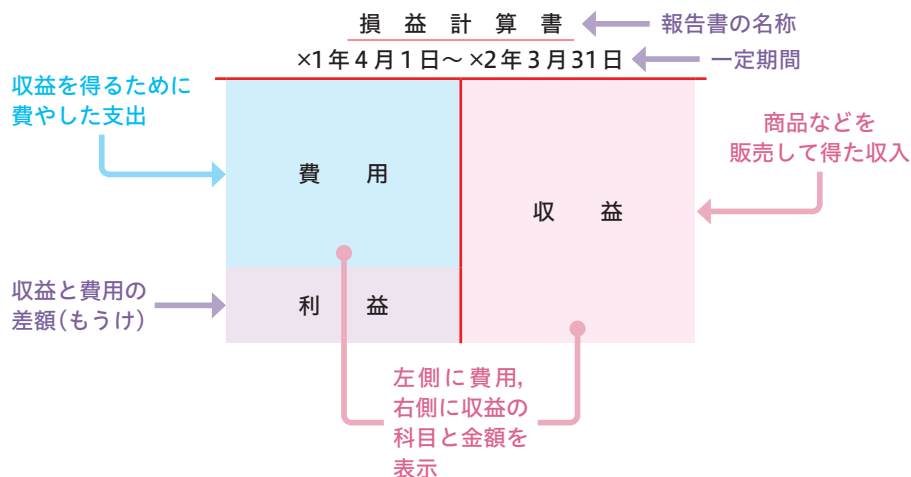 損益計算書
報告書の名称
×1年4月1日～×2年3月31日
一定期間
収益を得るために
費やした支出
商品などを
販売して得た収入
費用
収益
収益と費用の
差額(もうけ)
利益
左側に費用,
右側に収益の
科目と金額を
表示